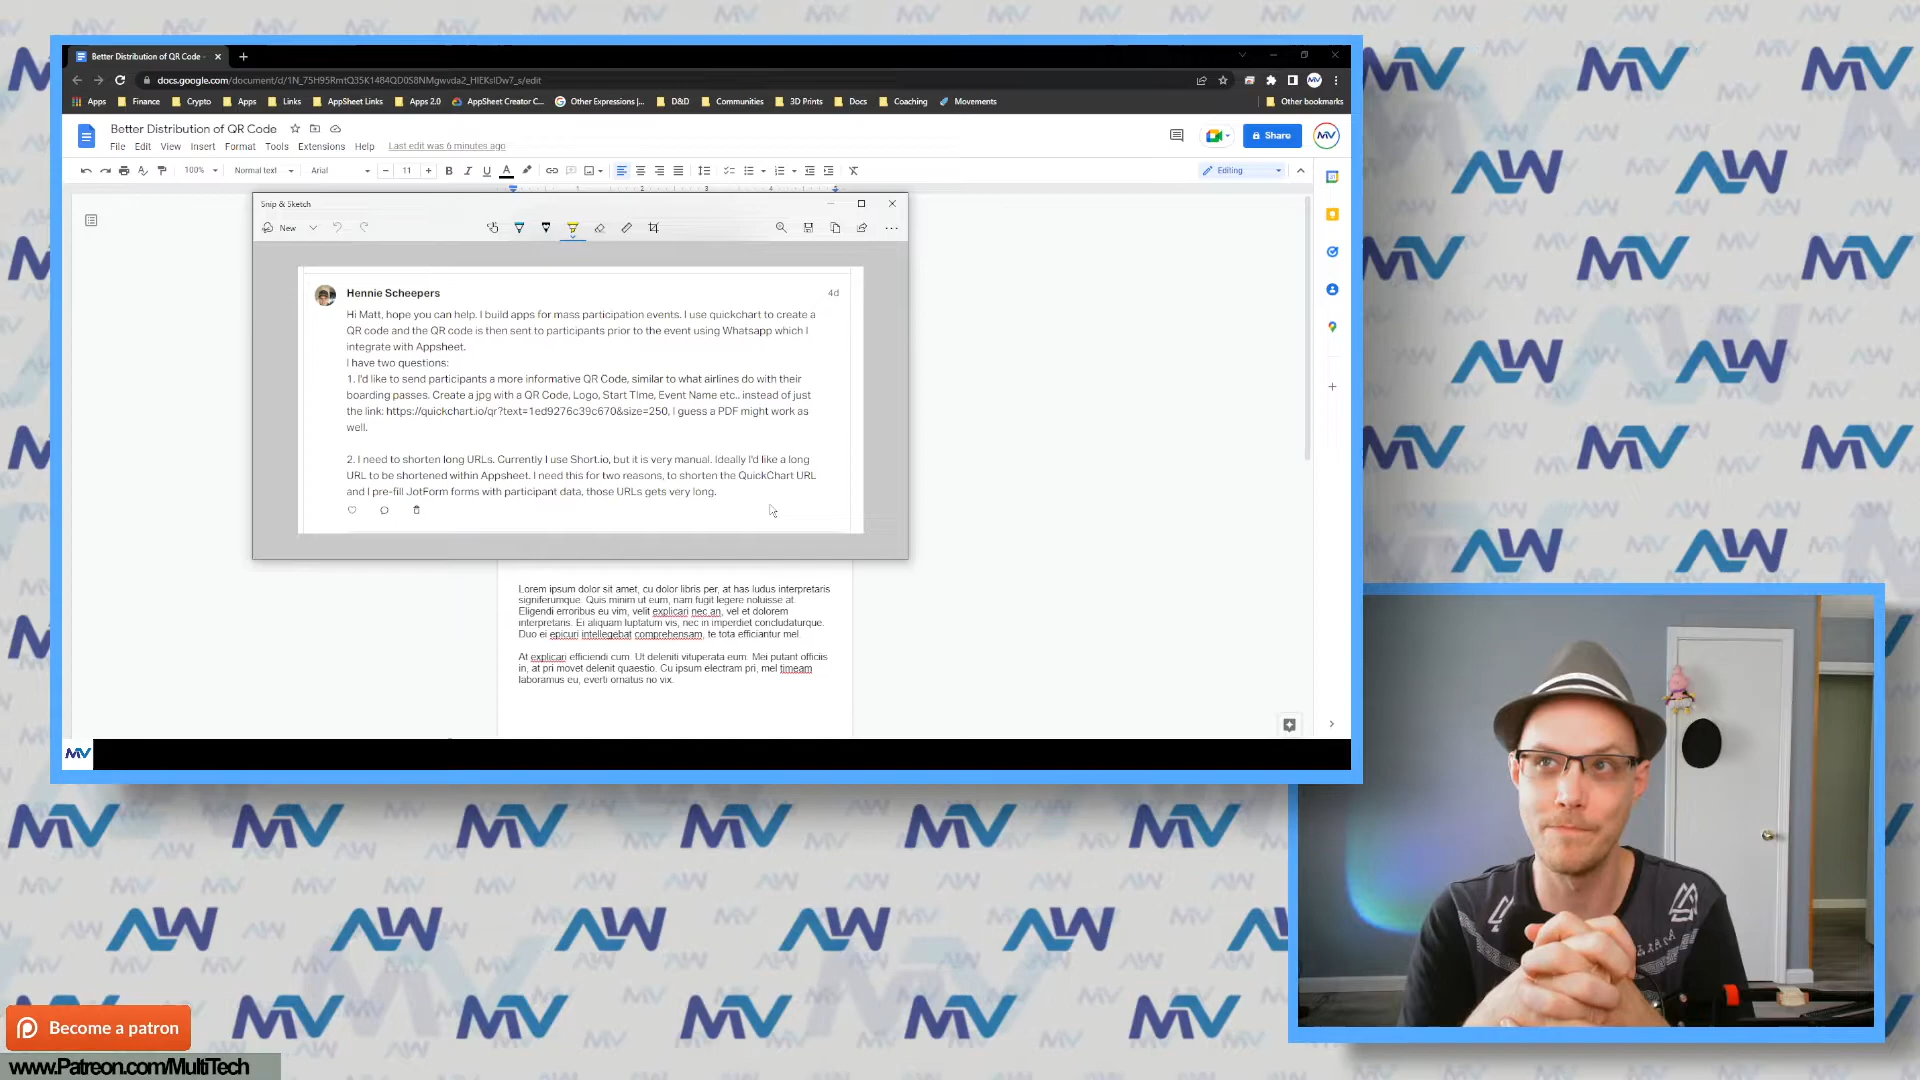 Better Distribution of QR Code -
docs.google.com/document/d/1N_75H95RmtQ35K1484QD0S8NMgwvda2_HIEKslDw7_s/edit
Apps Finance Crypto Apps Links AppSheet Links Apps 2.0 AppSheet Creator C... Other Expressions |... D&D Communities 3D Prints Docs Coaching Movements Other bookmarks
Better Distribution of QR Code
File Edit View Insert Format Tools Extensions Help Last edit was 6 minutes ago
Share
MV
100% Normal text Arial 11 B I U A Editing
1 2 3 4 5
Snip & Sketch
New
Hennie Scheepers 4d
Hi Matt, hope you can help. I build apps for mass participation events. I use quickchart to create a
QR code and the QR code is then sent to participants prior to the event using Whatsapp which I
integrate with Appsheet.
I have two questions:
1. I'd like to send participants a more informative QR Code, similar to what airlines do with their
boarding passes. Create a jpg with a QR Code, Logo, Start TIme, Event Name etc.. instead of just
the link: https://quickchart.io/qr?text=1ed9276c39c670&size=250, I guess a PDF might work as
well.
2. I need to shorten long URLs. Currently I use Short.io, but it is very manual. Ideally I'd like a long
URL to be shortened within Appsheet. I need this for two reasons, to shorten the QuickChart URL
and I pre-fill JotForm forms with participant data, those URLs gets very long.
Lorem ipsum dolor sit amet, cu dolor libris per, at has ludus interpretaris
signiferumque. Quis minim ut eum, nam fugit legere noluisse at.
Eligendi erroribus eu vim, velit explicari nec an, vel et dolorem
interpretaris. Ei aliquam luptatum vis, nec in imperdiet concludaturque.
Duo ei epicuri intellegebat comprehensam, te tota efficiantur mel.
At explicari efficiendi cum. Ut deleniti vituperata eum. Mei putant officiis
in, at pri movet delenit quaestio. Cu ipsum electram pri, mel timeam
laboramus eu, everti ornatus no vix.
MV
Become a patron
www.Patreon.com/MultiTech